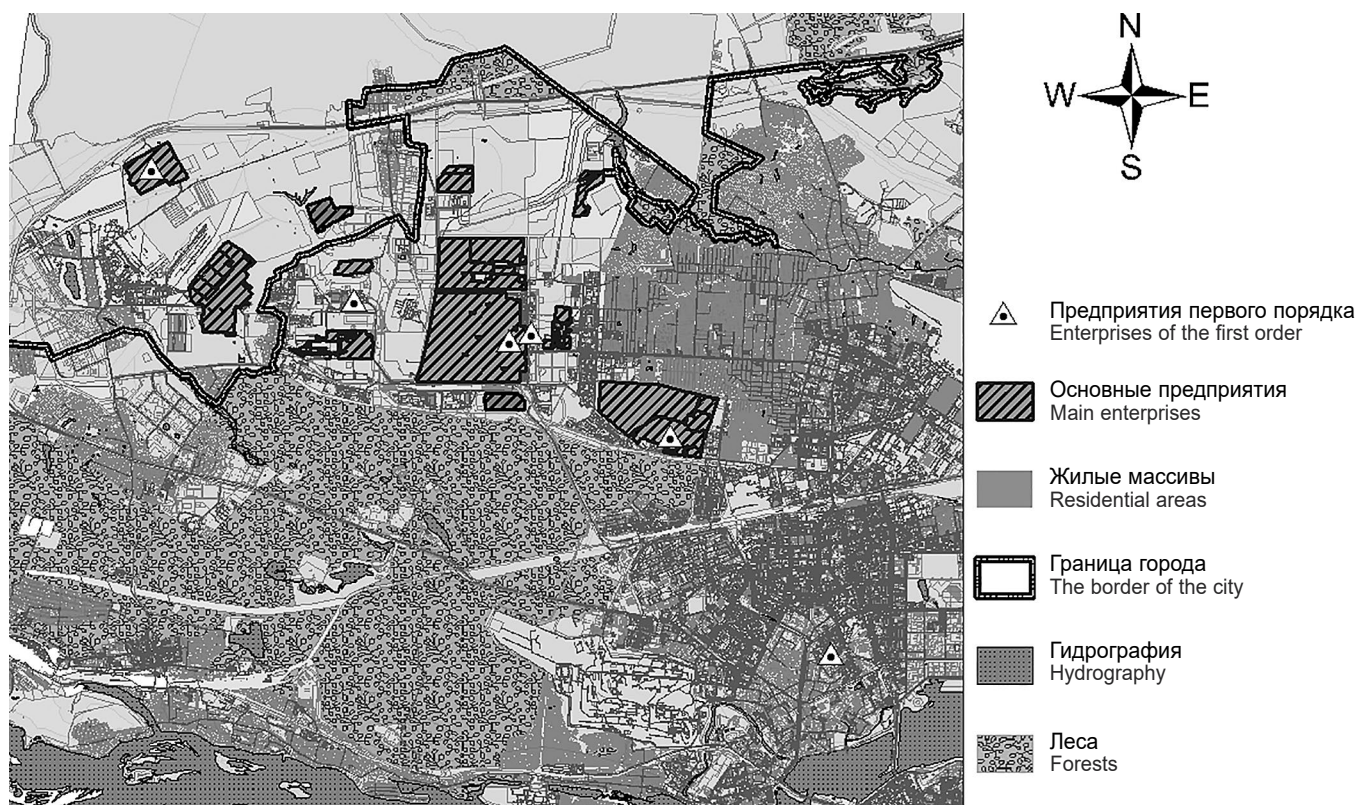 N
W E
S
Предприятия первого порядка
Enterprises of the first order
Основные предприятия
Main enterprises
Жилые массивы
Residential areas
Граница города
The border of the city
Гидрография
Hydrography
Леса
Forests